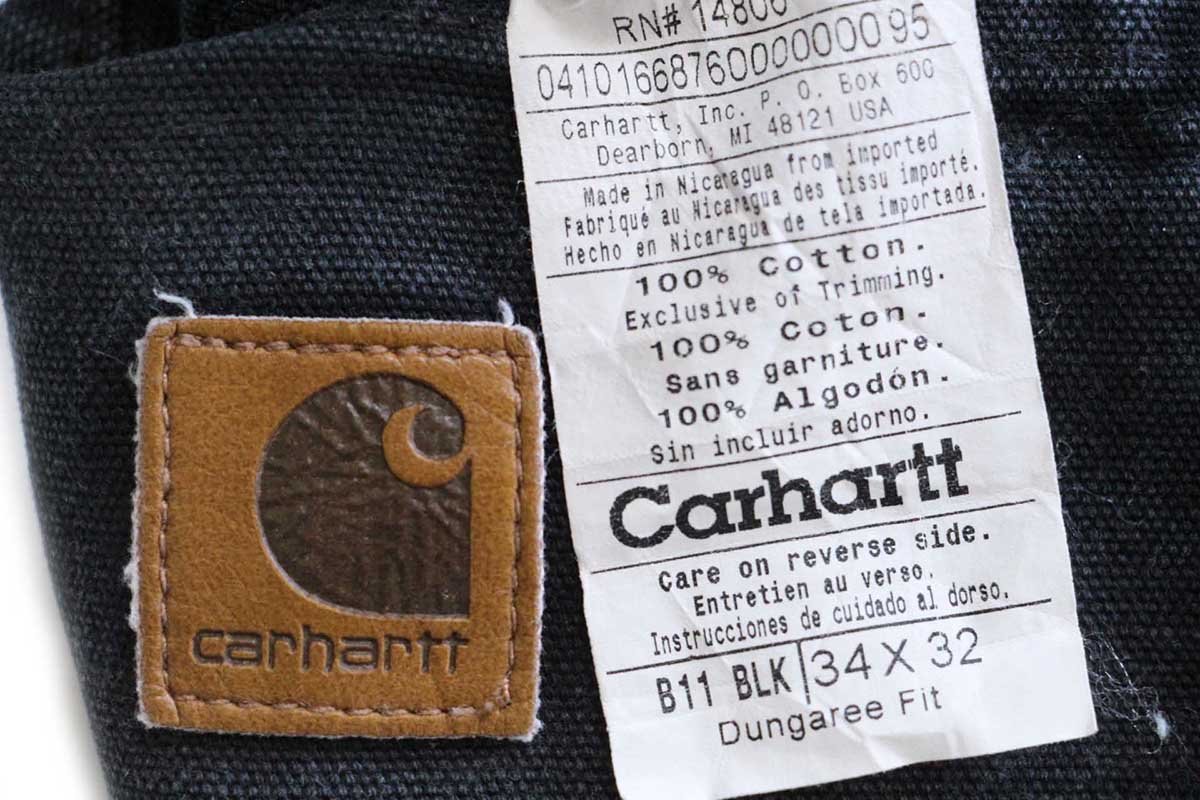 carhartt
RN# 14806
04101668760000000095
Carhartt, Inc. P. O. Box 600
Dearborn, MI 48121 USA
Made in Nicaragua from imported
Fabriqué au Nicaragua des tissu importé.
Hecho en Nicaragua de tela importada.
100% Cotton.
Exclusive of Trimming.
100% Coton.
Sans garniture.
100% Algodón.
Sin incluir adorno.
Carhartt
Care on reverse side.
Entretien au verso.
Instrucciones de cuidado al dorso.
B11 BLK 34 X 32
Dungaree Fit